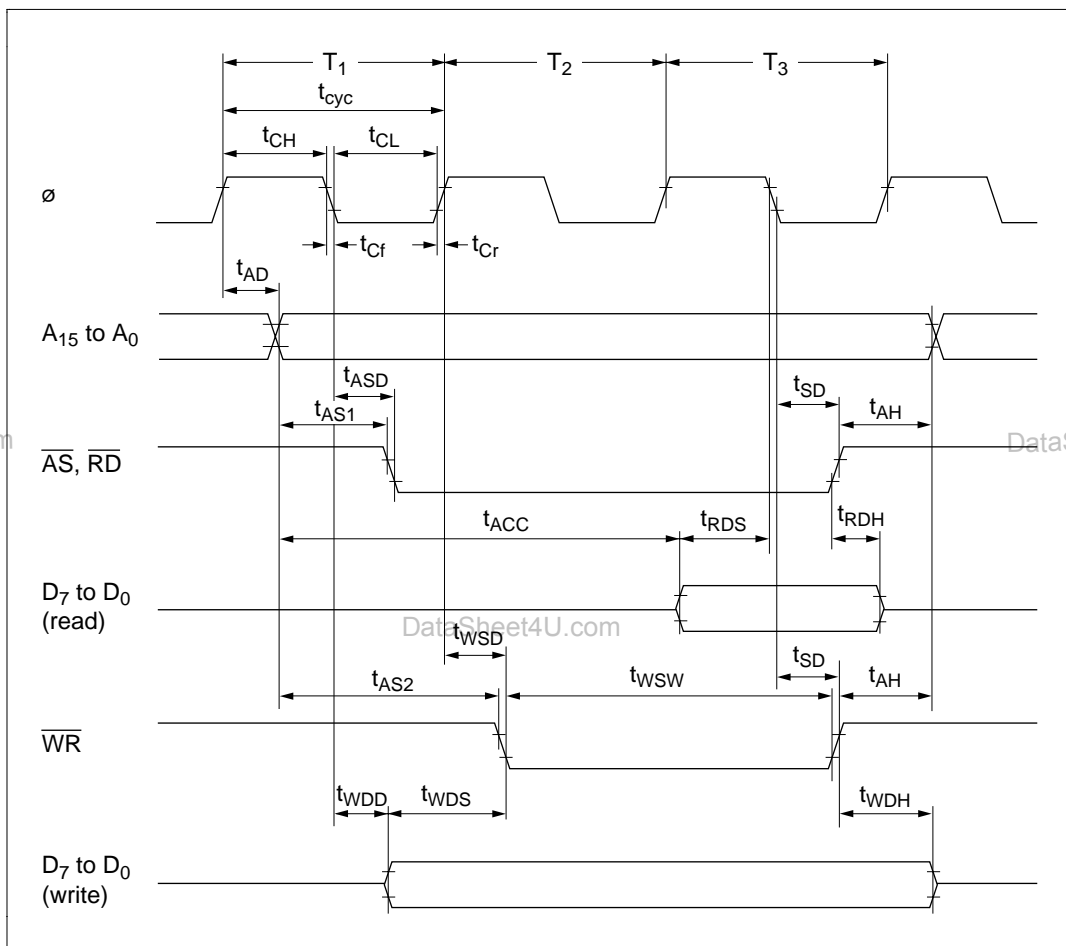 T1 T2 T3
tcyc
tCH tCL
ø
tCf tCr
tAD
A15 to A0
tASD tSD
tAS1 tAH
AS, RD
DataS
tACC tRDS tRDH
D7 to D0
(read)
DataSheet4U.com
tWSD tSD
tAS2 tWSW tAH
WR
tWDD tWDS tWDH
D7 to D0
(write)